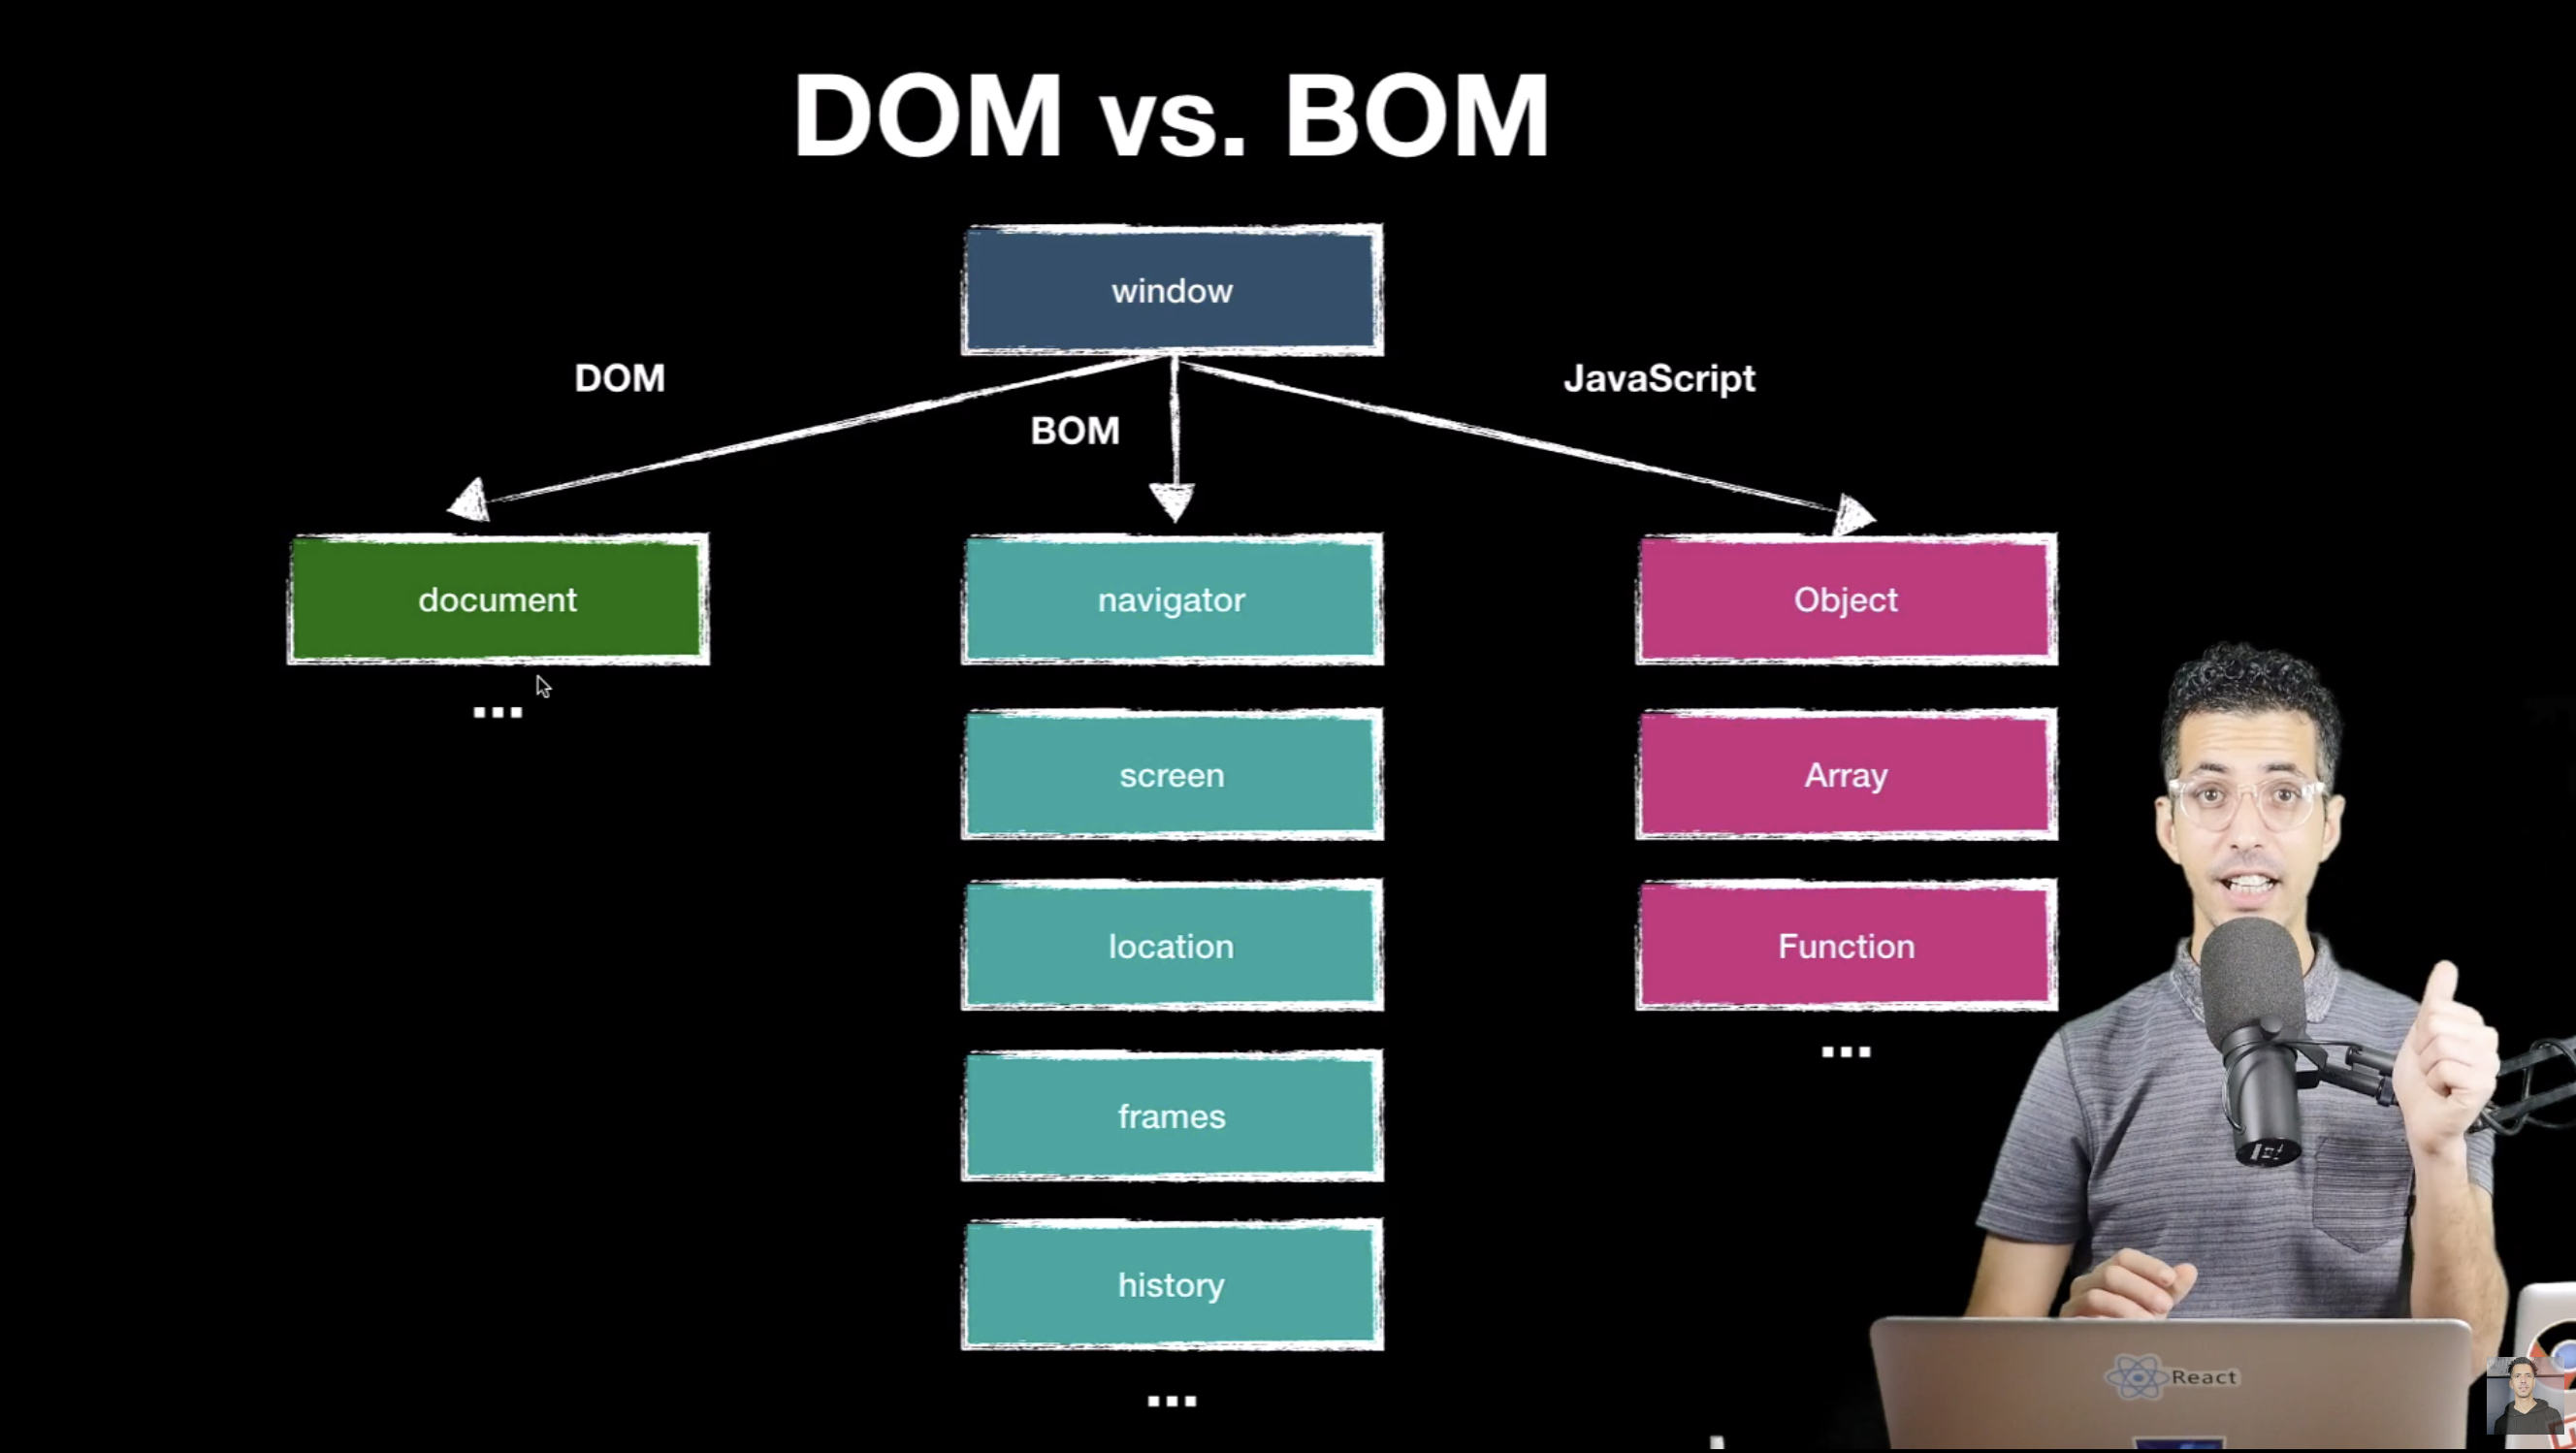 DOM vs. BOM
window
DOM
BOM
JavaScript
document
navigator
Object
...
screen
Array
location
Function
frames
...
history
...
React